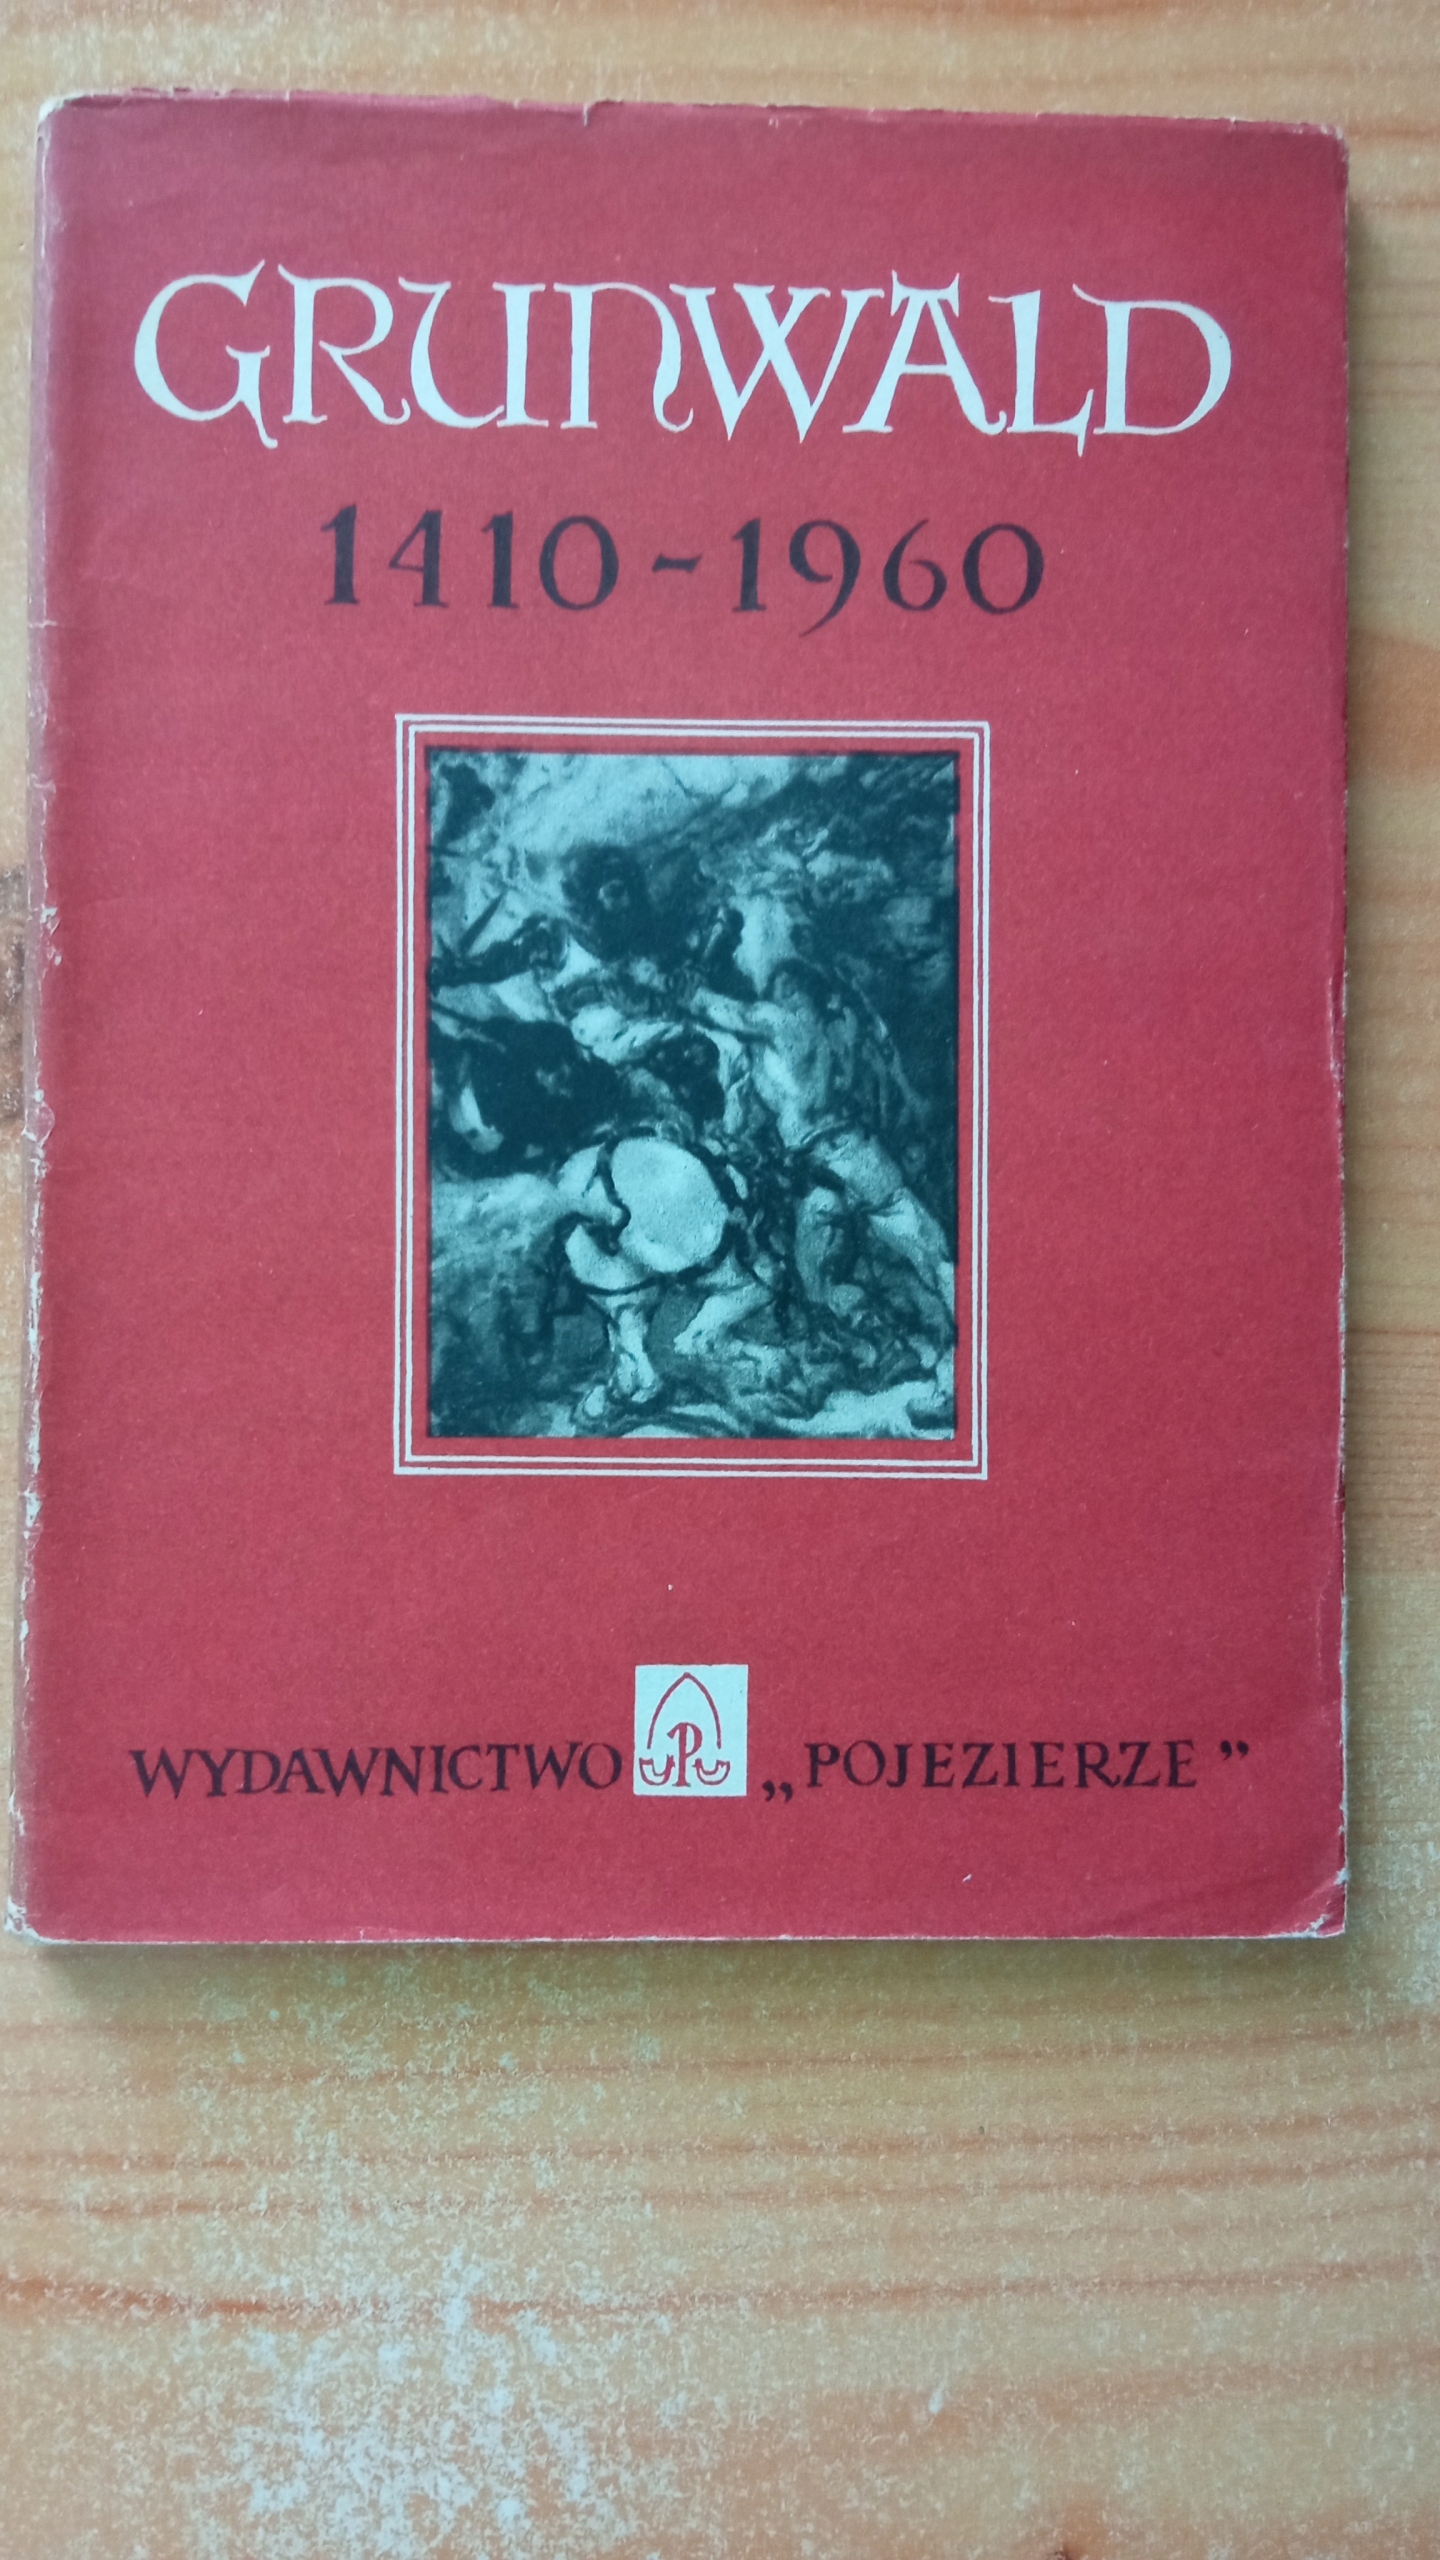 GRUNWALD
1410-1960
WYDAWNICTWO P „POJEZIERZE”